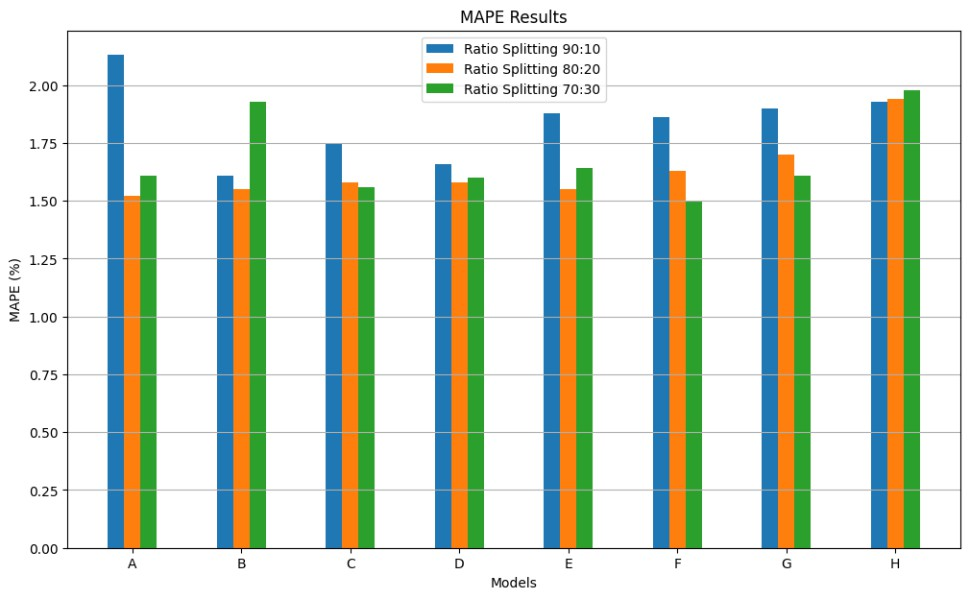 MAPE Results
Ratio Splitting 90:10
Ratio Splitting 80:20
Ratio Splitting 70:30
MAPE (%)
2.00
1.75
1.50
1.25
1.00
0.75
0.50
0.25
0.00
A B C D E F G H
Models